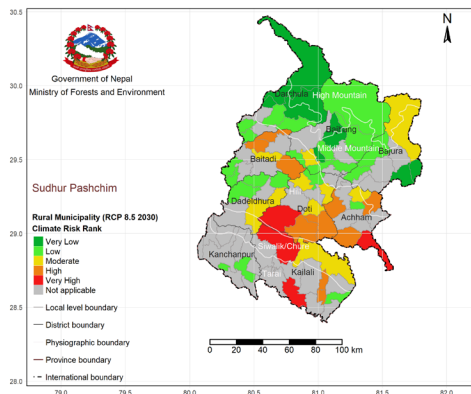 30.5
30.0
29.5
29.0
28.5
28.0
79.0
79.5
80.0
80.5
81.0
81.5
82.0
N
Government of Nepal
Ministry of Forests and Environment
Sudhur Pashchim
Rural Municipality (RCP 8.5 2030)
Climate Risk Rank
Very Low
Low
Moderate
High
Very High
Not applicable
Local level boundary
District boundary
Physiographic boundary
Province boundary
International boundary
Darchula
High Mountain
Bajhang
Middle Mountain
Bajura
Baitadi
Hill
Dadeldhura
Doti
Achham
Siwalik/Churia
Kanchanpur
Tarai
Kailali
0 20 40 60 80 100 km